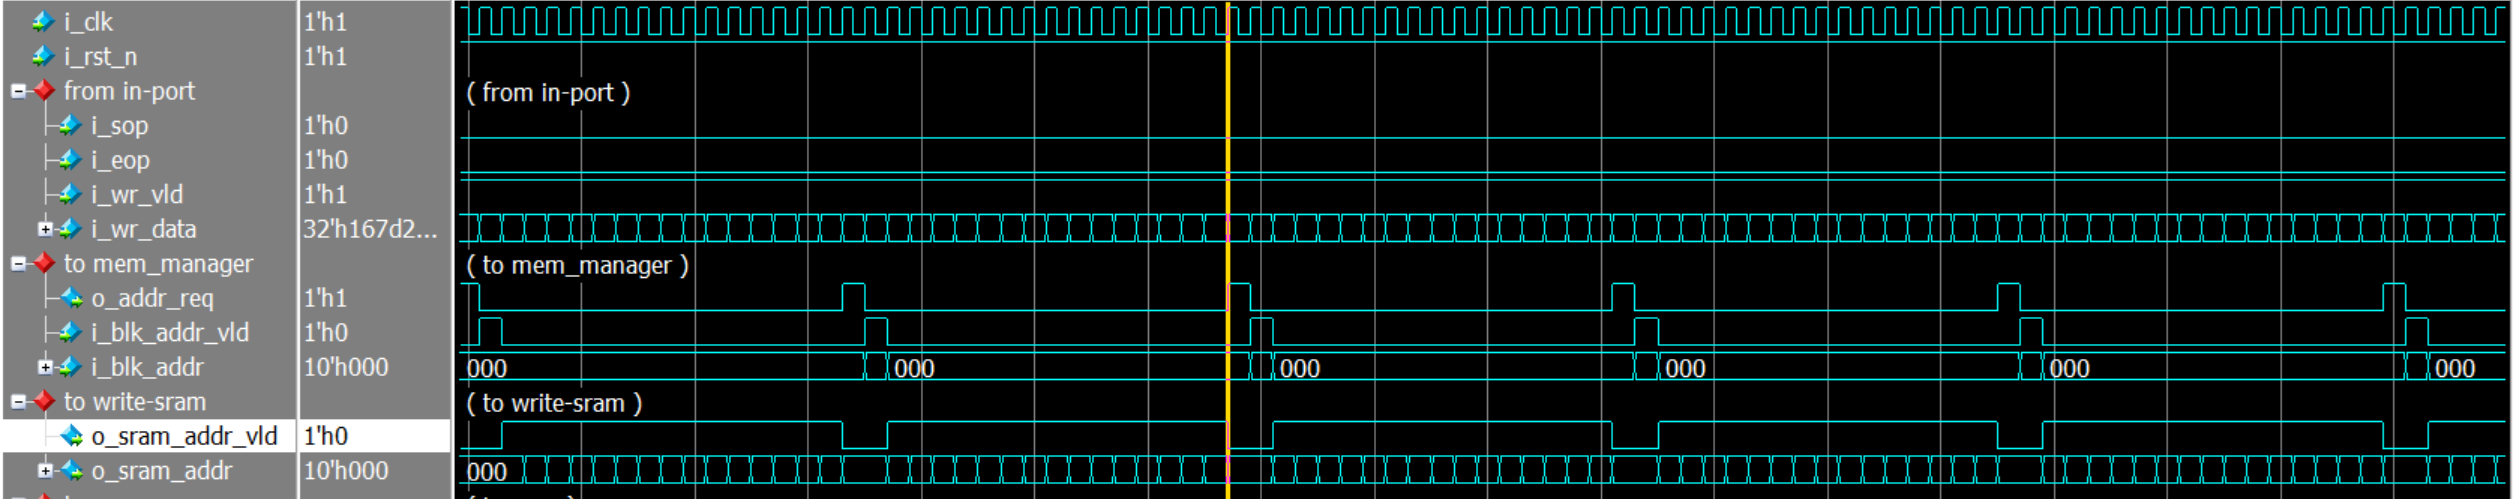 i_clk 1'h1
i_rst_n 1'h1
from in-port ( from in-port )
i_sop 1'h0
i_eop 1'h0
i_wr_vld 1'h1
i_wr_data 32'h167d2...
to mem_manager ( to mem_manager )
o_addr_req 1'h1
i_blk_addr_vld 1'h0
i_blk_addr 10'h000 000 000 000 000 000 000
to write-sram ( to write-sram )
o_sram_addr_vld 1'h0
o_sram_addr 10'h000 000